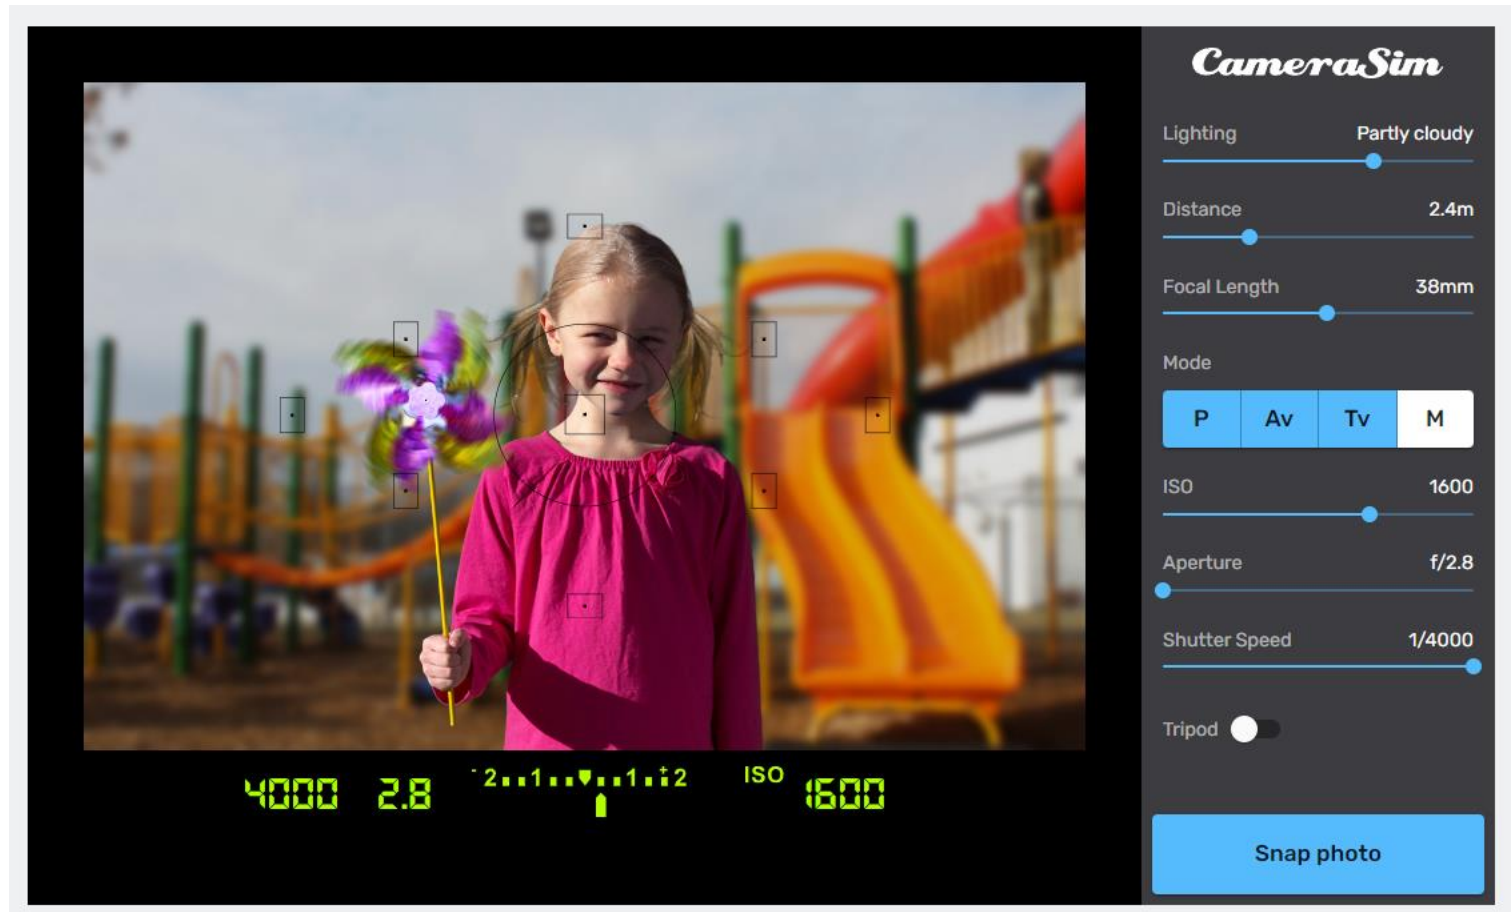 CameraSim
Lighting Partly cloudy
Distance 2.4m
Focal Length 38mm
Mode
P Av Tv M
ISO 1600
Aperture f/2.8
Shutter Speed 1/4000
Tripod
Snap photo
4000 2.8 -2..1..▼..1..+2 ISO 1600